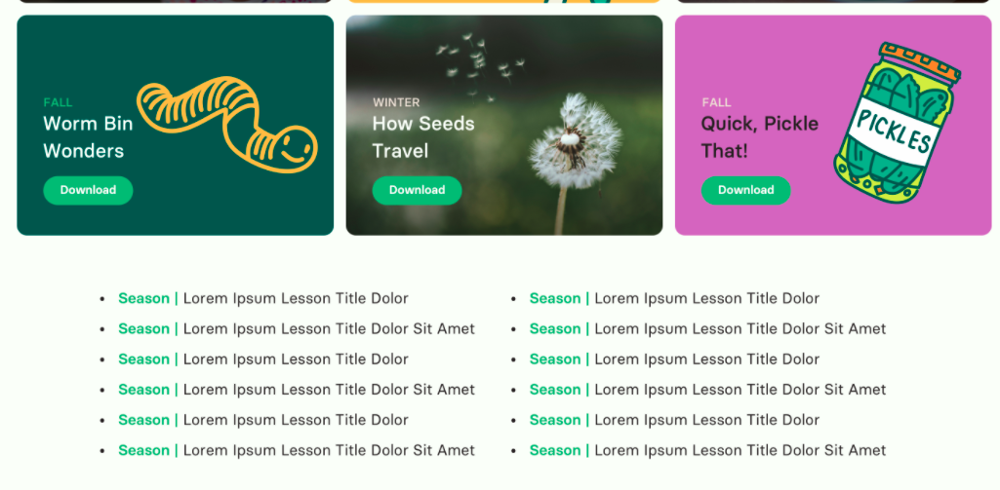 FALL
Worm Bin
Wonders
Download
WINTER
How Seeds
Travel
Download
FALL
Quick, Pickle
That!
Download
PICKLES
• Season | Lorem Ipsum Lesson Title Dolor
• Season | Lorem Ipsum Lesson Title Dolor Sit Amet
• Season | Lorem Ipsum Lesson Title Dolor
• Season | Lorem Ipsum Lesson Title Dolor Sit Amet
• Season | Lorem Ipsum Lesson Title Dolor
• Season | Lorem Ipsum Lesson Title Dolor Sit Amet
• Season | Lorem Ipsum Lesson Title Dolor
• Season | Lorem Ipsum Lesson Title Dolor Sit Amet
• Season | Lorem Ipsum Lesson Title Dolor
• Season | Lorem Ipsum Lesson Title Dolor Sit Amet
• Season | Lorem Ipsum Lesson Title Dolor
• Season | Lorem Ipsum Lesson Title Dolor Sit Amet